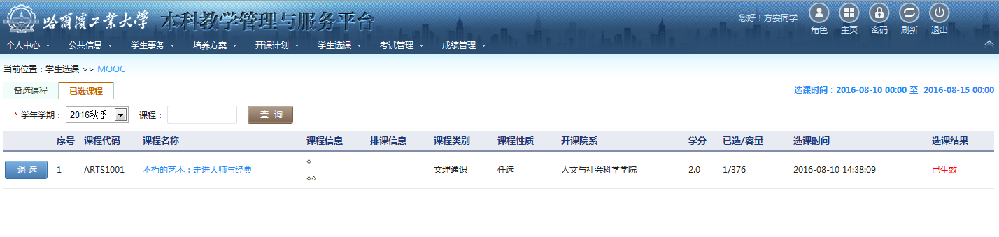 哈尔滨工业大学 本科教学管理与服务平台
您好！方安同学
角色 主页 密码 刷新 退出
个人中心 公共信息 学生事务 培养方案 开课计划 学生选课 考试管理 成绩管理
当前位置：学生选课 >> MOOC
备选课程 已选课程 选课时间：2016-08-10 00:00 至 2016-08-15 00:00
* 学年学期： 2016秋季 课程： 查 询
序号 课程代码 课程名称 课程信息 排课信息 课程类别 课程性质 开课院系 学分 已选/容量 选课时间 选课结果
退 选 1 ARTS1001 不朽的艺术：走进大师与经典 ◇ ◇◇ 文理通识 任选 人文与社会科学学院 2.0 1/376 2016-08-10 14:38:09 已生效